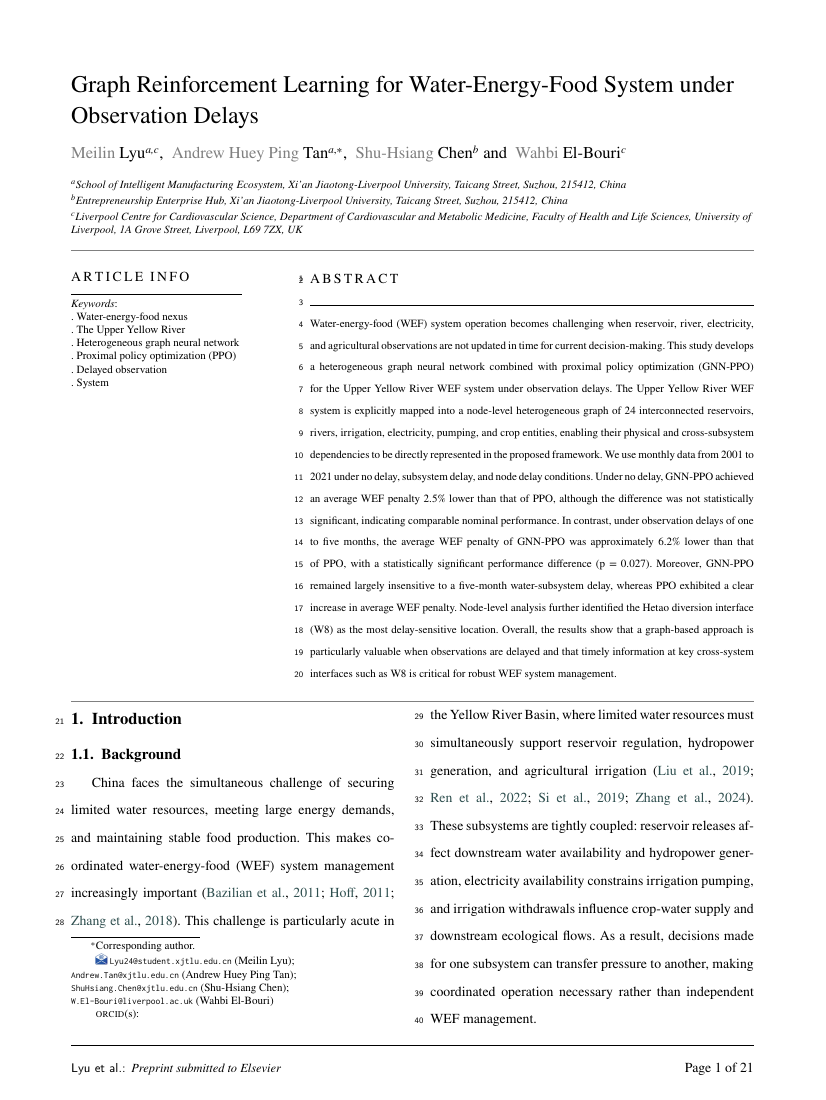 Graph Reinforcement Learning for Water-Energy-Food System under
Observation Delays
Meilin Lyu^a,c, Andrew Huey Ping Tan^a,*, Shu-Hsiang Chen^b and Wahbi El-Bouri^c
^a School of Intelligent Manufacturing Ecosystem, Xi'an Jiaotong-Liverpool University, Taicang Street, Suzhou, 215412, China
^b Entrepreneurship Enterprise Hub, Xi'an Jiaotong-Liverpool University, Taicang Street, Suzhou, 215412, China
^c Liverpool Centre for Cardiovascular Science, Department of Cardiovascular and Metabolic Medicine, Faculty of Health and Life Sciences, University of
Liverpool, 1A Grove Street, Liverpool, L69 7ZX, UK
ARTICLE INFO
Keywords:
. Water-energy-food nexus
. The Upper Yellow River
. Heterogeneous graph neural network
. Proximal policy optimization (PPO)
. Delayed observation
. System
ABSTRACT
3
4 Water-energy-food (WEF) system operation becomes challenging when reservoir, river, electricity,
5 and agricultural observations are not updated in time for current decision-making. This study develops
6 a heterogeneous graph neural network combined with proximal policy optimization (GNN-PPO)
7 for the Upper Yellow River WEF system under observation delays. The Upper Yellow River WEF
8 system is explicitly mapped into a node-level heterogeneous graph of 24 interconnected reservoirs,
9 rivers, irrigation, electricity, pumping, and crop entities, enabling their physical and cross-subsystem
10 dependencies to be directly represented in the proposed framework. We use monthly data from 2001 to
11 2021 under no delay, subsystem delay, and node delay conditions. Under no delay, GNN-PPO achieved
12 an average WEF penalty 2.5% lower than that of PPO, although the difference was not statistically
13 significant, indicating comparable nominal performance. In contrast, under observation delays of one
14 to five months, the average WEF penalty of GNN-PPO was approximately 6.2% lower than that
15 of PPO, with a statistically significant performance difference (p = 0.027). Moreover, GNN-PPO
16 remained largely insensitive to a five-month water-subsystem delay, whereas PPO exhibited a clear
17 increase in average WEF penalty. Node-level analysis further identified the Hetao diversion interface
18 (W8) as the most delay-sensitive location. Overall, the results show that a graph-based approach is
19 particularly valuable when observations are delayed and that timely information at key cross-system
20 interfaces such as W8 is critical for robust WEF system management.
21 1. Introduction
22 1.1. Background
23 China faces the simultaneous challenge of securing
24 limited water resources, meeting large energy demands,
25 and maintaining stable food production. This makes co-
26 ordinated water-energy-food (WEF) system management
27 increasingly important (Bazilian et al., 2011; Hoff, 2011;
28 Zhang et al., 2018). This challenge is particularly acute in
*Corresponding author.
Lyu24@student.xjtlu.edu.cn (Meilin Lyu);
Andrew.Tan@xjtlu.edu.cn (Andrew Huey Ping Tan);
ShuHsiang.Chen@xjtlu.edu.cn (Shu-Hsiang Chen);
W.El-Bouri@liverpool.ac.uk (Wahbi El-Bouri)
ORCID(s):
29 the Yellow River Basin, where limited water resources must
30 simultaneously support reservoir regulation, hydropower
31 generation, and agricultural irrigation (Liu et al., 2019;
32 Ren et al., 2022; Si et al., 2019; Zhang et al., 2024).
33 These subsystems are tightly coupled: reservoir releases af-
34 fect downstream water availability and hydropower gener-
35 ation, electricity availability constrains irrigation pumping,
36 and irrigation withdrawals influence crop-water supply and
37 downstream ecological flows. As a result, decisions made
38 for one subsystem can transfer pressure to another, making
39 coordinated operation necessary rather than independent
40 WEF management.
Lyu et al.: Preprint submitted to Elsevier
Page 1 of 21